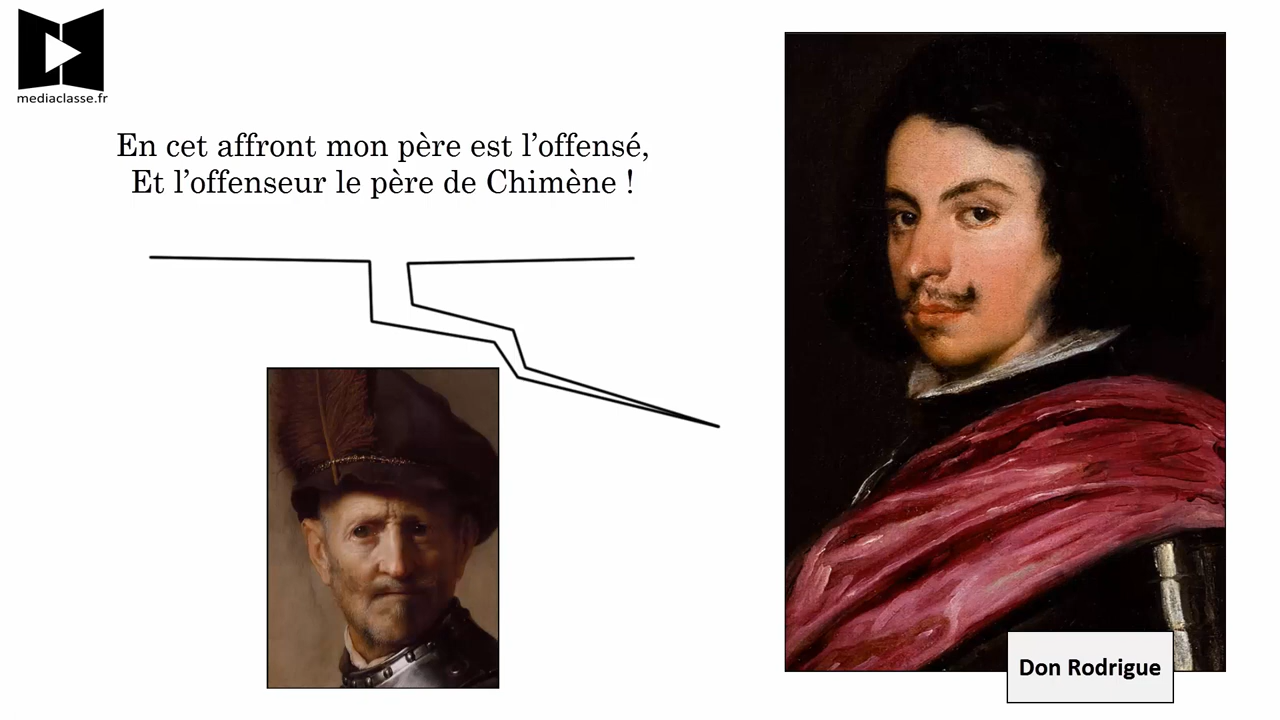 mediaclasse.fr
En cet affront mon père est l’offensé,
Et l’offenseur le père de Chimène !
Don Rodrigue